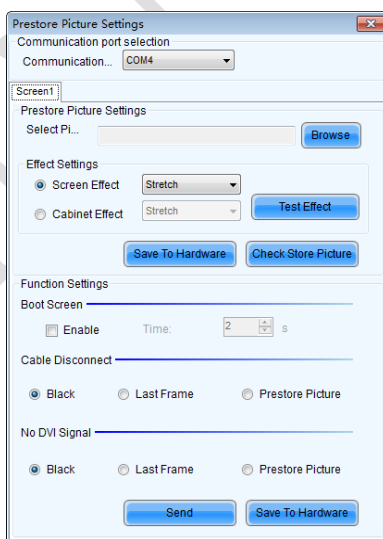 Prestore Picture Settings
Communication port selection
Communication... COM4
Screen1
Prestore Picture Settings
Select Pi... Browse
Effect Settings
Screen Effect Stretch
Cabinet Effect Stretch Test Effect
Save To Hardware Check Store Picture
Function Settings
Boot Screen
Enable Time: 2 s
Cable Disconnect
Black Last Frame Prestore Picture
No DVI Signal
Black Last Frame Prestore Picture
Send Save To Hardware